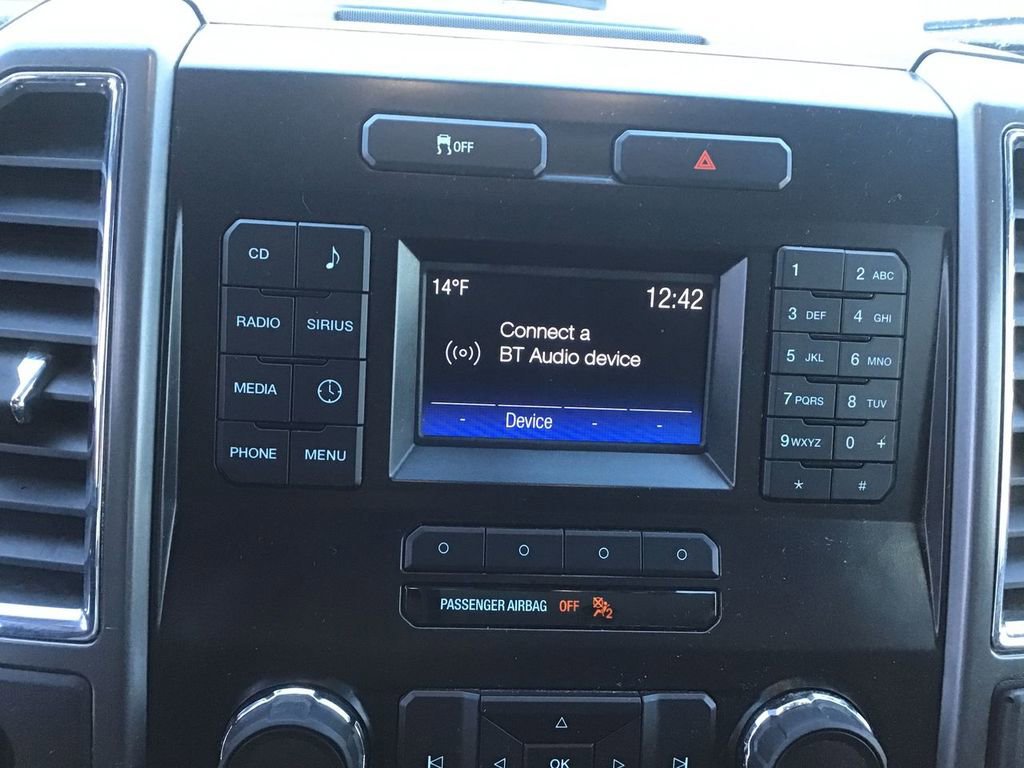 OFF
CD
RADIO SIRIUS
MEDIA
PHONE MENU
14°F 12:42
Connect a
BT Audio device
- Device - -
1 2 ABC
3 DEF 4 GHI
5 JKL 6 MNO
7 PQRS 8 TUV
9 WXYZ 0 +
* #
PASSENGER AIRBAG OFF 2
OK